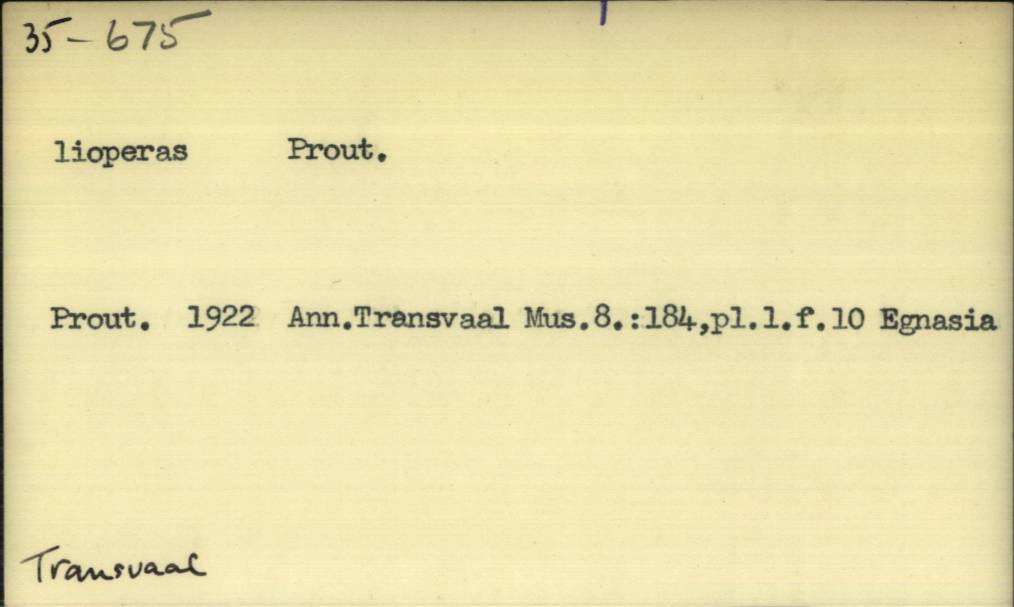 35-675
lioperas Prout.
Prout. 1922 Ann.Transvaal Mus.8.:184,pl.1.f.10 Egnasia
Transvaal